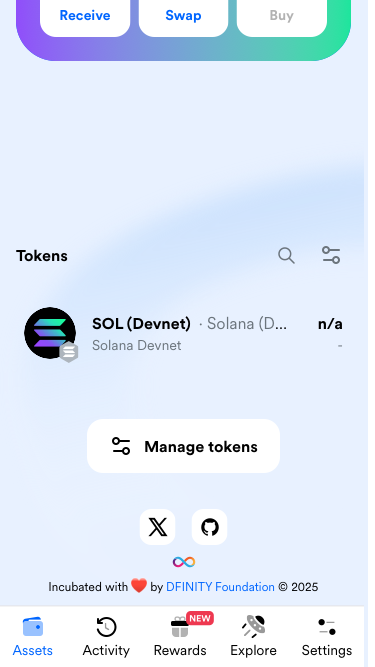 Receive Swap Buy
Tokens
SOL (Devnet) · Solana (D... n/a
Solana Devnet -
Manage tokens
Incubated with ❤️ by DFINITY Foundation © 2025
NEW
Assets Activity Rewards Explore Settings